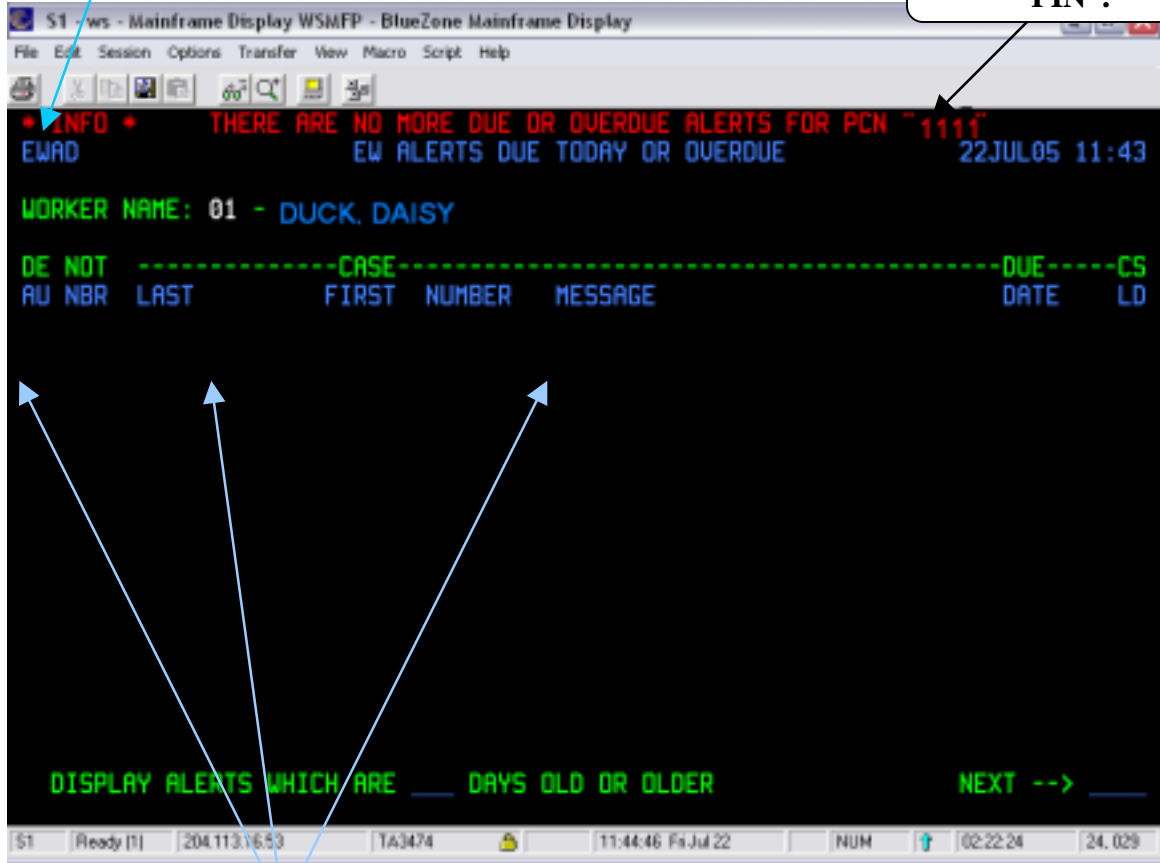 PIN".
S1 - ws - Mainframe Display WSMFP - BlueZone Mainframe Display
File Edit Session Options Transfer View Macro Script Help
* INFO * THERE ARE NO MORE DUE OR OVERDUE ALERTS FOR PCN "1111"
EWAD EW ALERTS DUE TODAY OR OVERDUE 22JUL05 11:43
WORKER NAME: 01 - DUCK. DAISY
DE NOT --------------CASE------------------------------------------DUE-----CS
AU NBR LAST FIRST NUMBER MESSAGE DATE LD
DISPLAY ALERTS WHICH ARE ___ DAYS OLD OR OLDER NEXT --> ____
S1 Ready (1) 204.113.16.53 TA3474 11:44:46 Fri Jul 22 NUM 02:22:24 24, 029